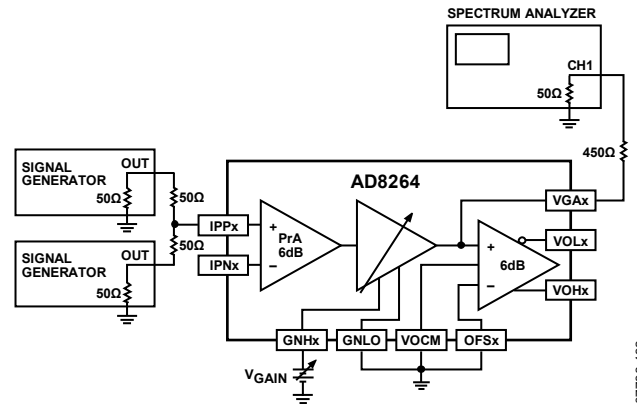 SPECTRUM ANALYZER
CH1
50Ω
450Ω
SIGNAL
GENERATOR
OUT
50Ω
50Ω
50Ω
SIGNAL
GENERATOR
OUT
50Ω
AD8264
IPPx
IPNx
+
PrA
6dB
–
+
6dB
–
VGAx
VOLx
VOHx
GNHx
GNLO
VOCM
OFSx
VGAIN